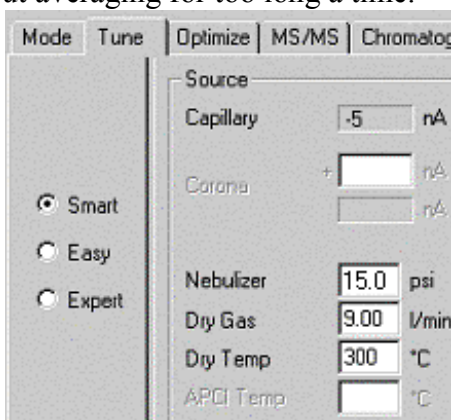 ut averaging for too long a time.
Mode Tune Optimize MS/MS Chromatog
Source
Capillary -5 nA
Corona + nA
nA
Smart
Easy
Expert
Nebulizer 15.0 psi
Dry Gas 9.00 l/min
Dry Temp 300 °C
APCI Temp °C